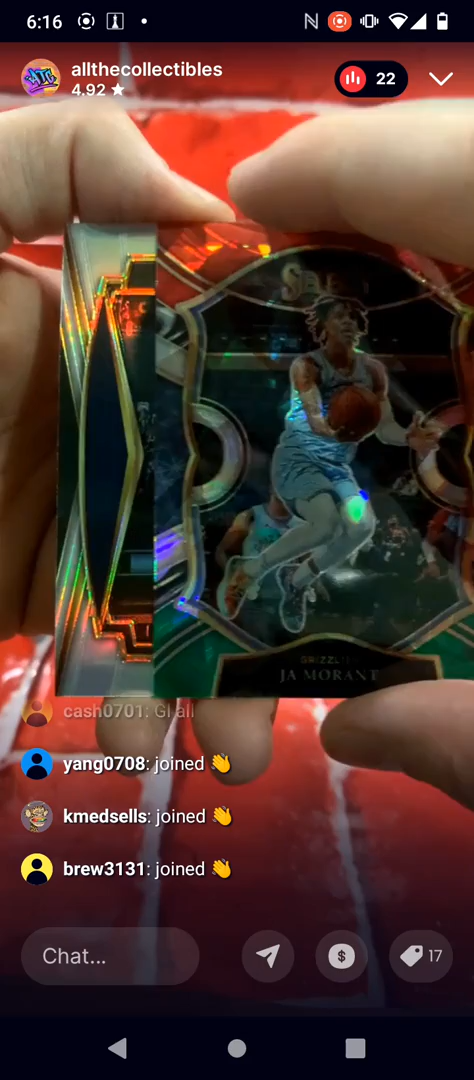 6:16
allthecollectibles
4.92 ★
22
GRIZZLIES
JA MORANT
cash0701: Gl all
yang0708: joined 👋
kmedsells: joined 👋
brew3131: joined 👋
Chat...
$
17